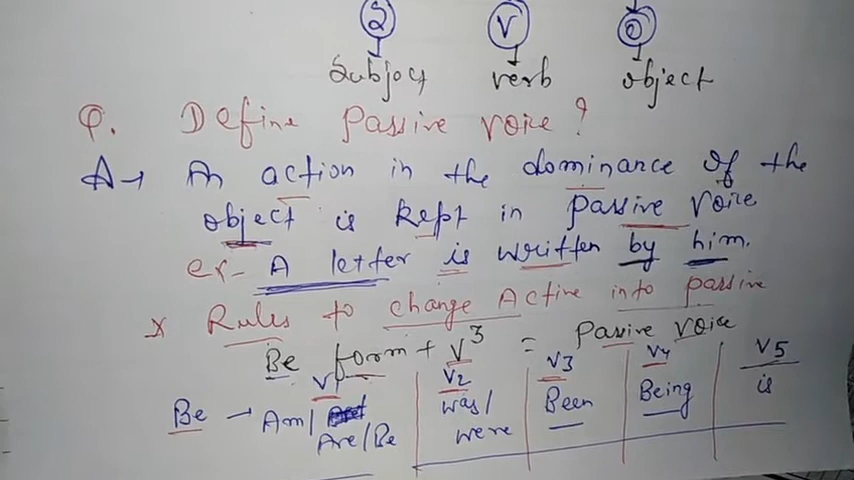 S V O
Subject verb object
Q. Define Passive voice ?
A→ An action in the dominance of the
object is kept in passive voice
ex- A letter is written by him.
* Rules to change Active into passive
Be form + V3 = Passive voice
V1 V2 V3 V4 V5
Be → Am/ was/ Been Being is
Are/Be were